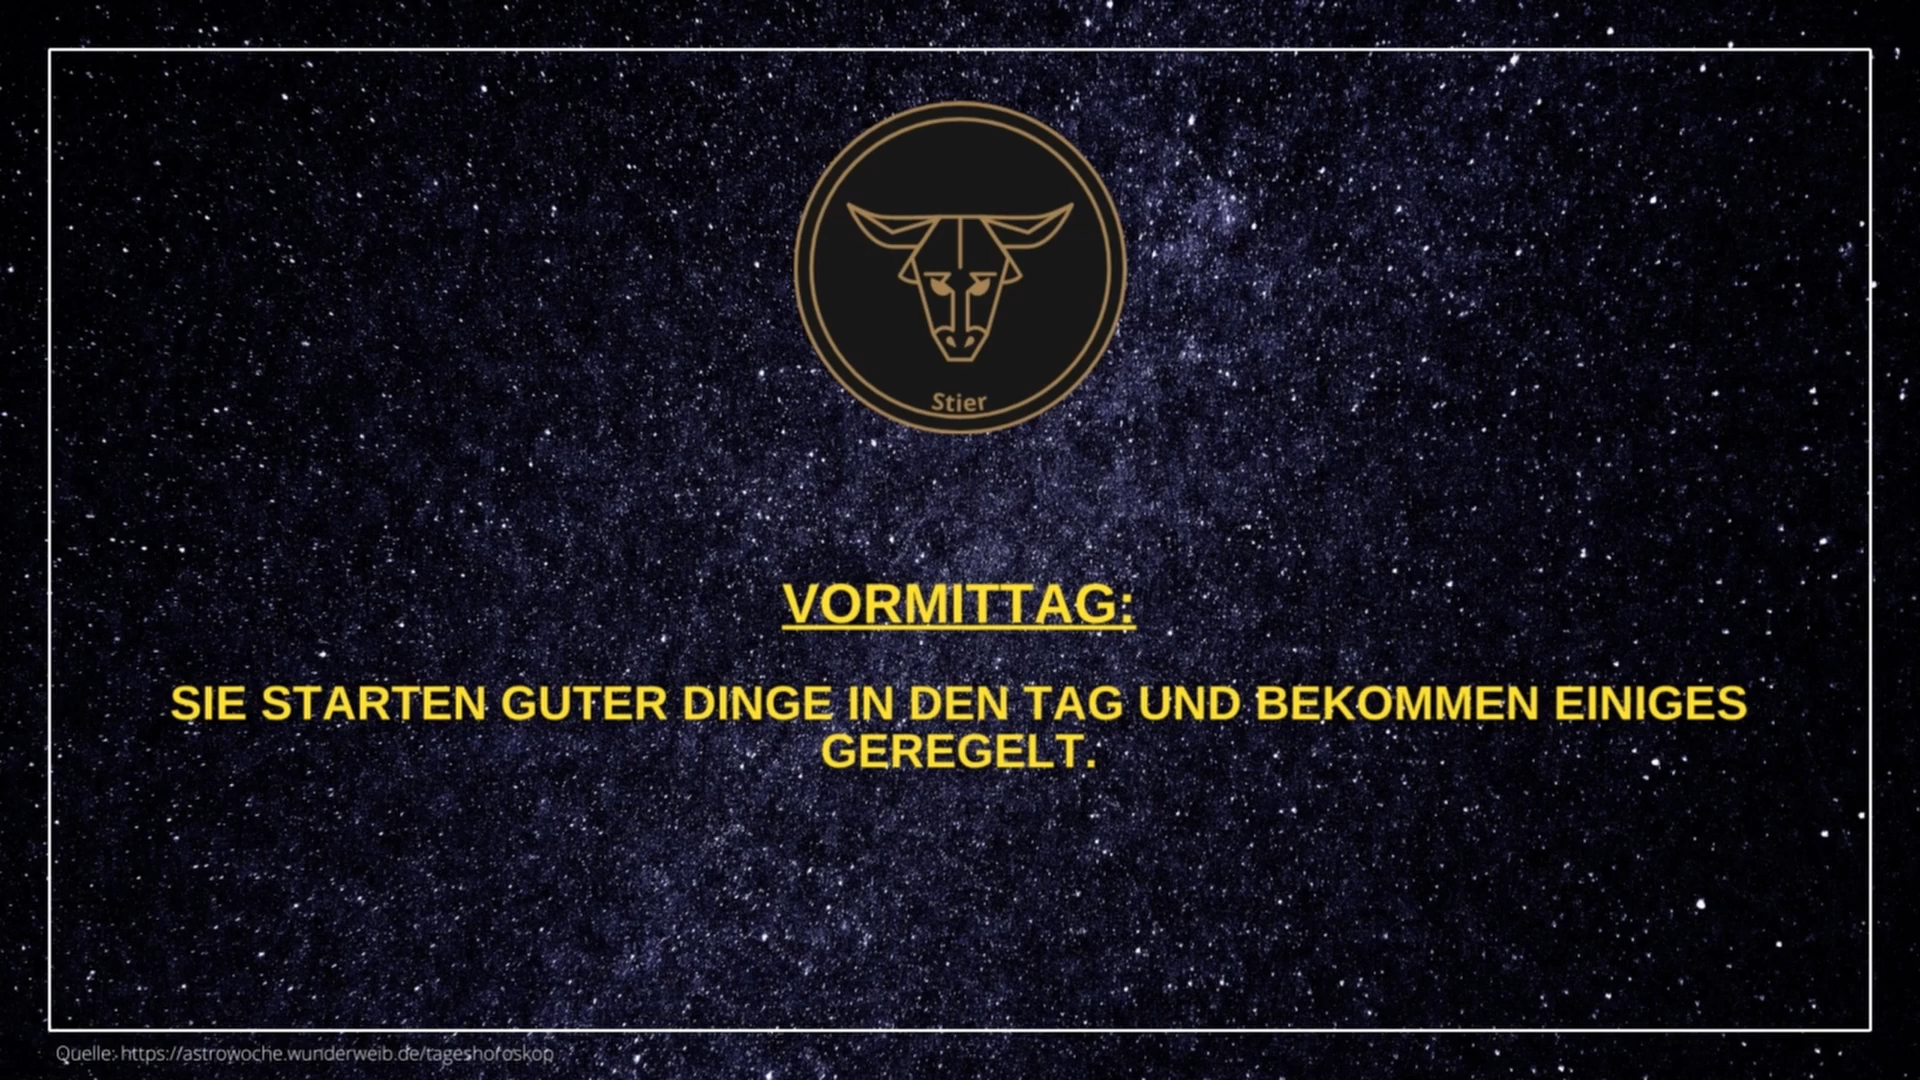 Stier
VORMITTAG:
SIE STARTEN GUTER DINGE IN DEN TAG UND BEKOMMEN EINIGES
GEREGELT.
Quelle: https://astrowoche.wunderweib.de/tageshoroskop